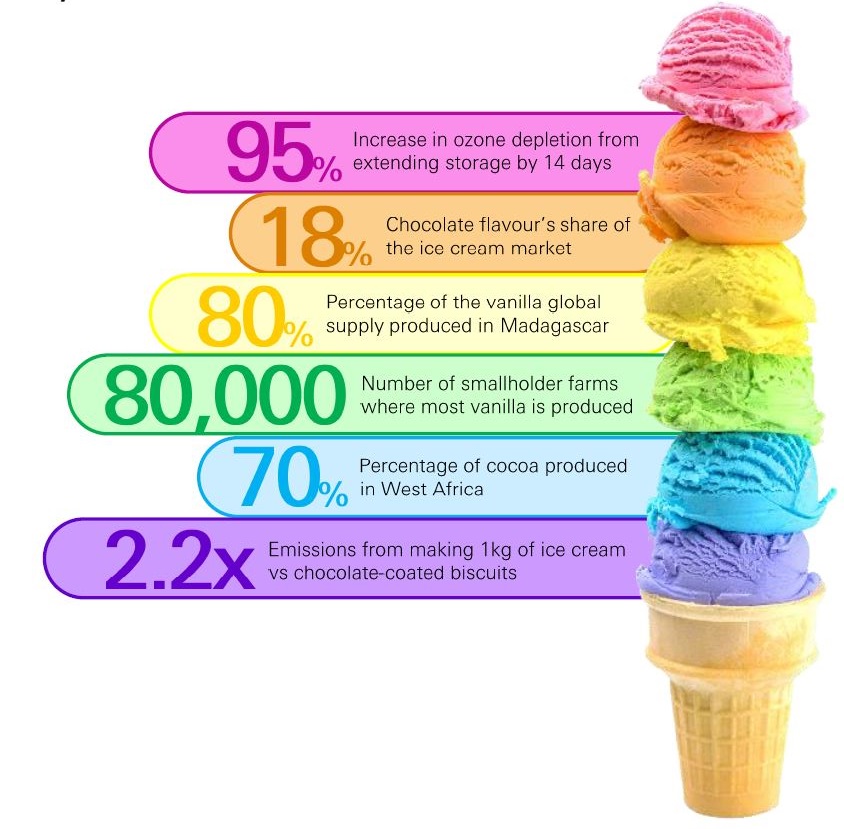 95%
Increase in ozone depletion from
extending storage by 14 days
18%
Chocolate flavour's share of
the ice cream market
80%
Percentage of the vanilla global
supply produced in Madagascar
80,000
Number of smallholder farms
where most vanilla is produced
70%
Percentage of cocoa produced
in West Africa
2.2x
Emissions from making 1kg of ice cream
vs chocolate-coated biscuits